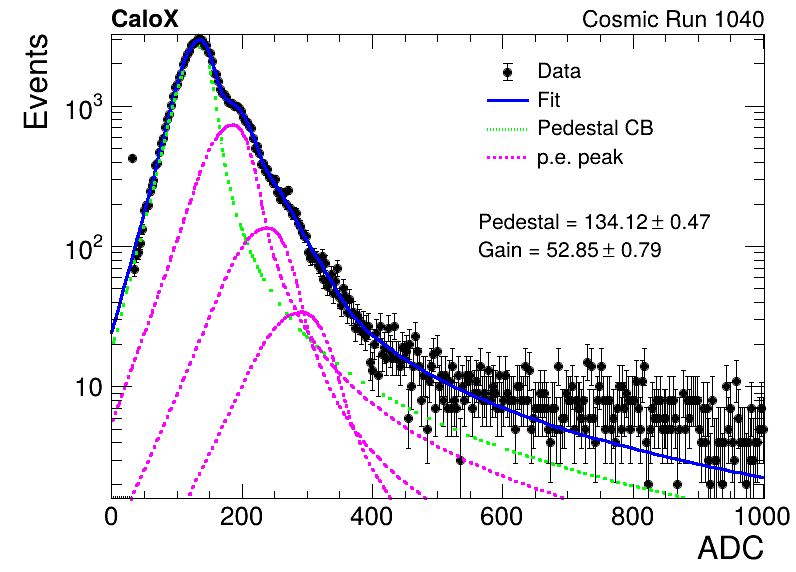 CaloX Cosmic Run 1040
Events
Data
Fit
Pedestal CB
p.e. peak
Pedestal = 134.12 ± 0.47
Gain = 52.85 ± 0.79
10³
10²
10
0 200 400 600 800 1000
ADC